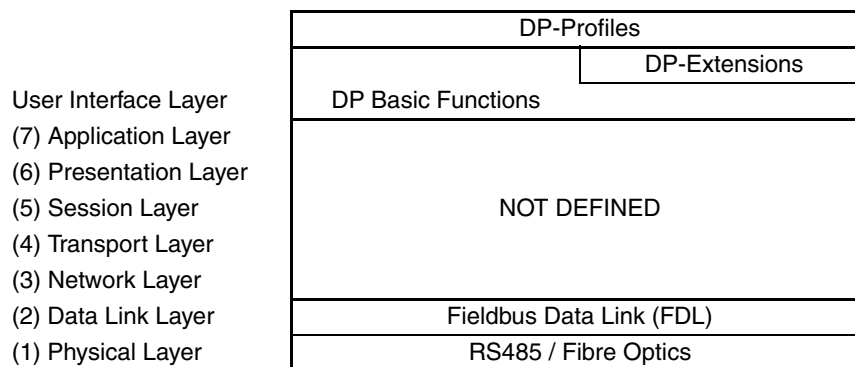 DP-Profiles
DP-Extensions
User Interface Layer DP Basic Functions
(7) Application Layer
(6) Presentation Layer
(5) Session Layer NOT DEFINED
(4) Transport Layer
(3) Network Layer
(2) Data Link Layer Fieldbus Data Link (FDL)
(1) Physical Layer RS485 / Fibre Optics